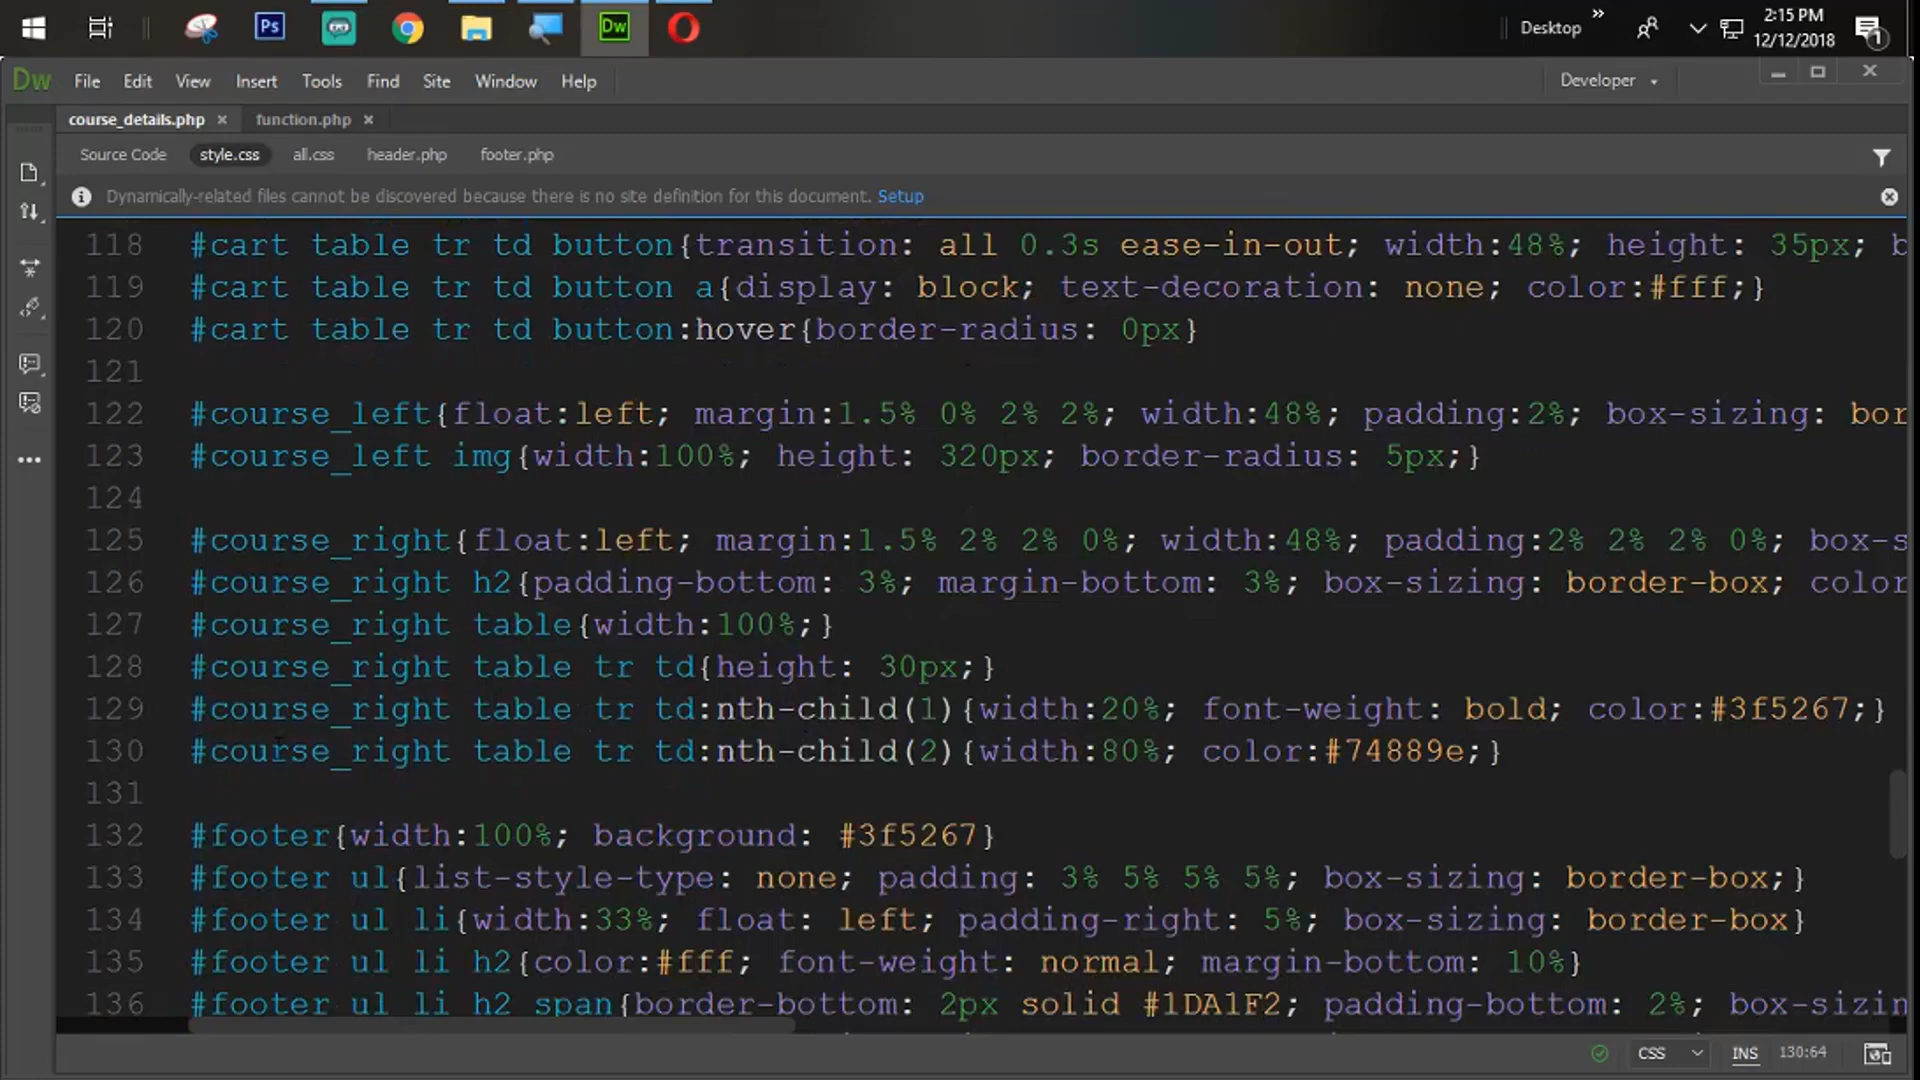 Ps
Dw
Desktop
»
2:15 PM
12/12/2018
1
Dw File Edit View Insert Tools Find Site Window Help
Developer
course_details.php × function.php ×
Source Code style.css all.css header.php footer.php
Dynamically-related files cannot be discovered because there is no site definition for this document. Setup
118 #cart table tr td button{transition: all 0.3s ease-in-out; width:48%; height: 35px; b
119 #cart table tr td button a{display: block; text-decoration: none; color:#fff;}
120 #cart table tr td button:hover{border-radius: 0px}
121
122 #course_left{float:left; margin:1.5% 0% 2% 2%; width:48%; padding:2%; box-sizing: bor
123 #course_left img{width:100%; height: 320px; border-radius: 5px;}
124
125 #course_right{float:left; margin:1.5% 2% 2% 0%; width:48%; padding:2% 2% 2% 0%; box-s
126 #course_right h2{padding-bottom: 3%; margin-bottom: 3%; box-sizing: border-box; color
127 #course_right table{width:100%;}
128 #course_right table tr td{height: 30px;}
129 #course_right table tr td:nth-child(1){width:20%; font-weight: bold; color:#3f5267;}
130 #course_right table tr td:nth-child(2){width:80%; color:#74889e;}
131
132 #footer{width:100%; background: #3f5267}
133 #footer ul{list-style-type: none; padding: 3% 5% 5% 5%; box-sizing: border-box;}
134 #footer ul li{width:33%; float: left; padding-right: 5%; box-sizing: border-box}
135 #footer ul li h2{color:#fff; font-weight: normal; margin-bottom: 10%}
136 #footer ul li h2 span{border-bottom: 2px solid #1DA1F2; padding-bottom: 2%; box-sizin
CSS INS 130:64